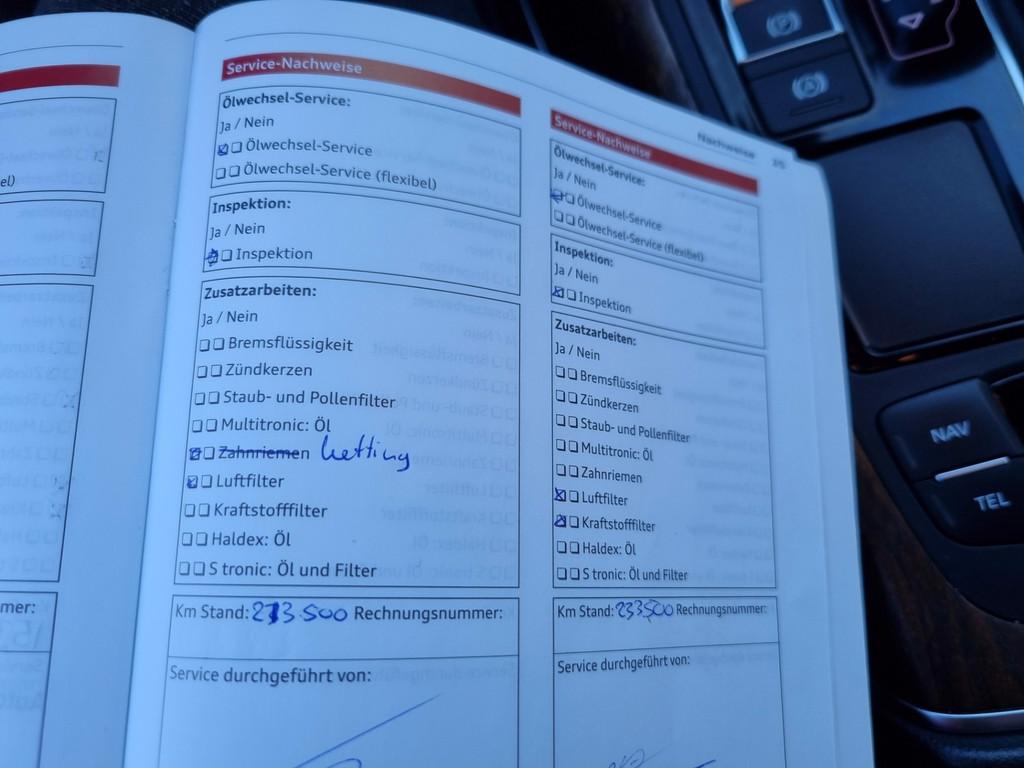 Service-Nachweise
Ölwechsel-Service:
Ja / Nein
Ölwechsel-Service
Ölwechsel-Service (flexibel)
Inspektion:
Ja / Nein
Inspektion
Zusatzarbeiten:
Ja / Nein
Bremsflüssigkeit
Zündkerzen
Staub- und Pollenfilter
Multitronic: Öl
Zahnriemen ketting
Luftfilter
Kraftstofffilter
Haldex: Öl
S tronic: Öl und Filter
Km Stand: 213.500 Rechnungsnummer:
Service durchgeführt von:
Nachweise 25
Service-Nachweise
Ölwechsel-Service:
Ja / Nein
Ölwechsel-Service
Ölwechsel-Service (flexibel)
Inspektion:
Ja / Nein
Inspektion
Zusatzarbeiten:
Ja / Nein
Bremsflüssigkeit
Zündkerzen
Staub- und Pollenfilter
Multitronic: Öl
Zahnriemen
Luftfilter
Kraftstofffilter
Haldex: Öl
S tronic: Öl und Filter
Km Stand: 233.500 Rechnungsnummer:
Service durchgeführt von:
el)
mer:
NAV
TEL